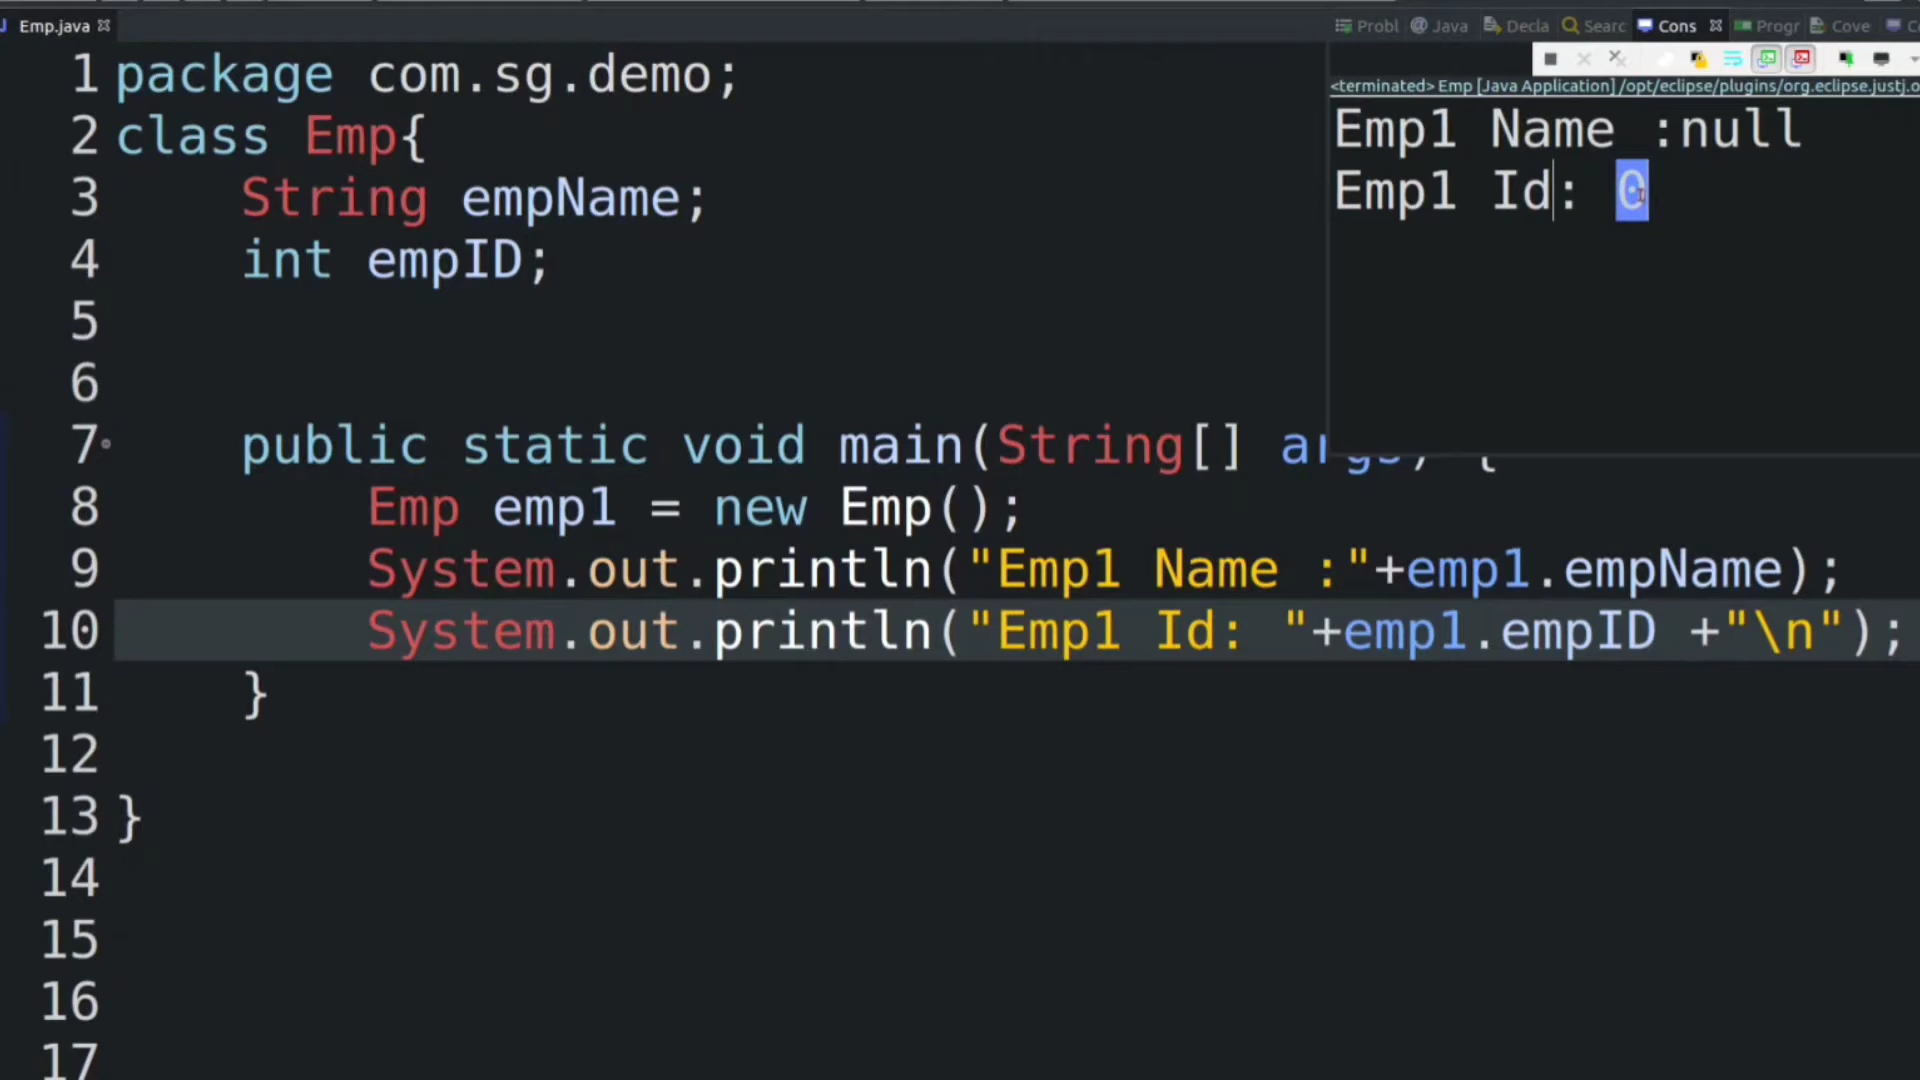 Emp.java
Probl
Java
Decla
Searc
Cons
Progr
Cove
<terminated> Emp [Java Application] /opt/eclipse/plugins/org.eclipse.justj.o
Emp1 Name :null
Emp1 Id: 0
1 package com.sg.demo;
2 class Emp{
3 String empName;
4 int empID;
5
6
7 public static void main(String[] args) {
8 Emp emp1 = new Emp();
9 System.out.println("Emp1 Name :"+emp1.empName);
10 System.out.println("Emp1 Id: "+emp1.empID +"\n");
11 }
12
13 }
14
15
16
17